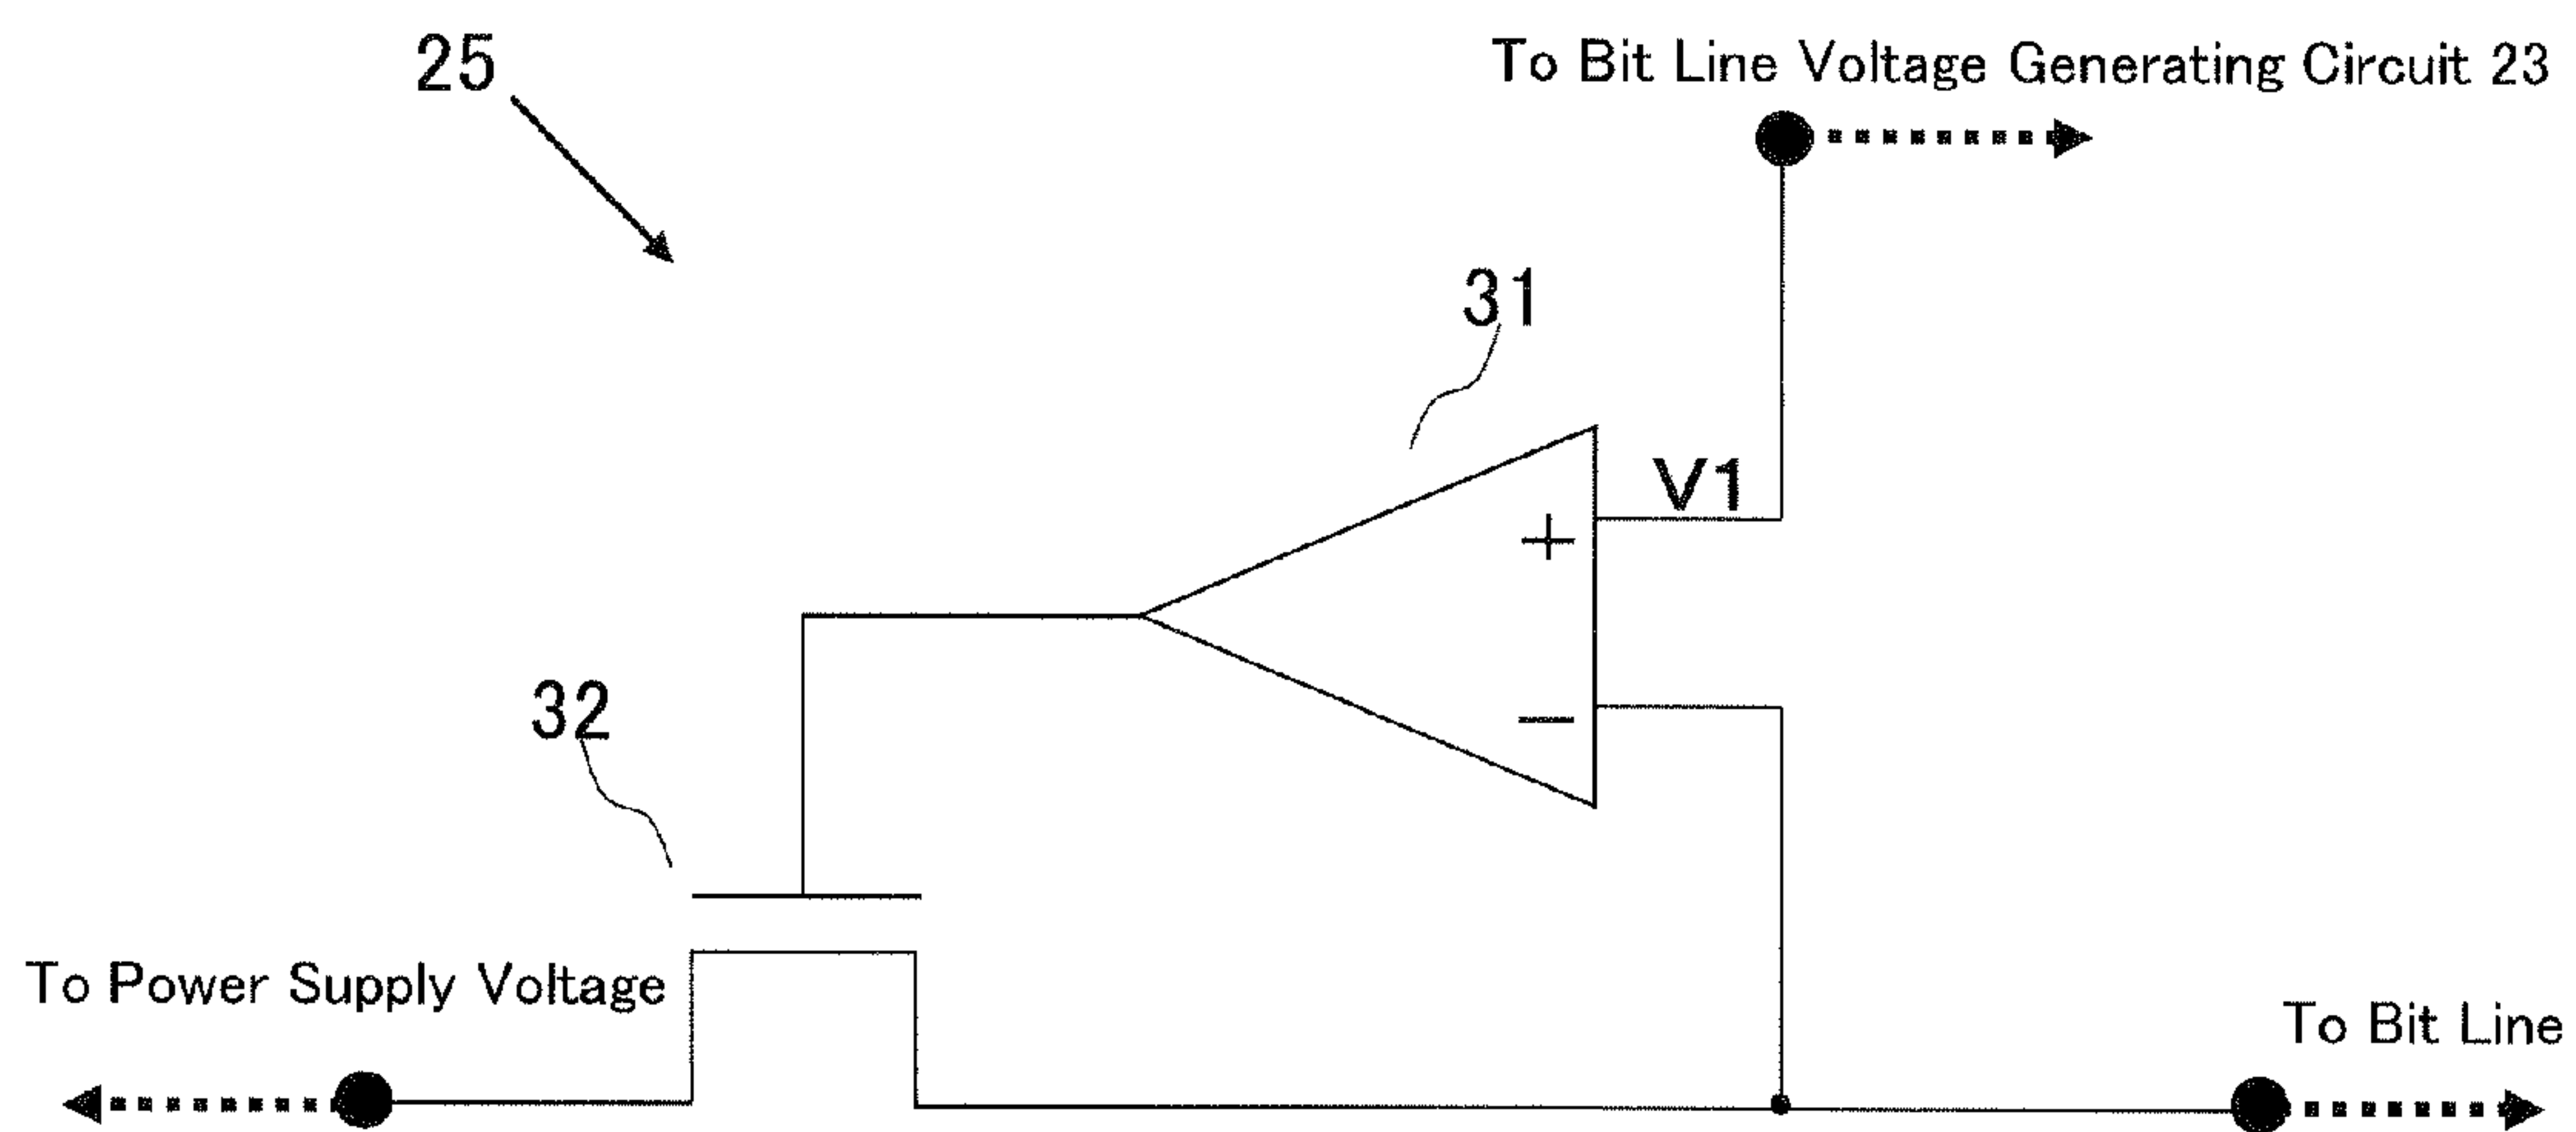 25
To Bit Line Voltage Generating Circuit 23
31
V1
+
−
32
To Power Supply Voltage
To Bit Line